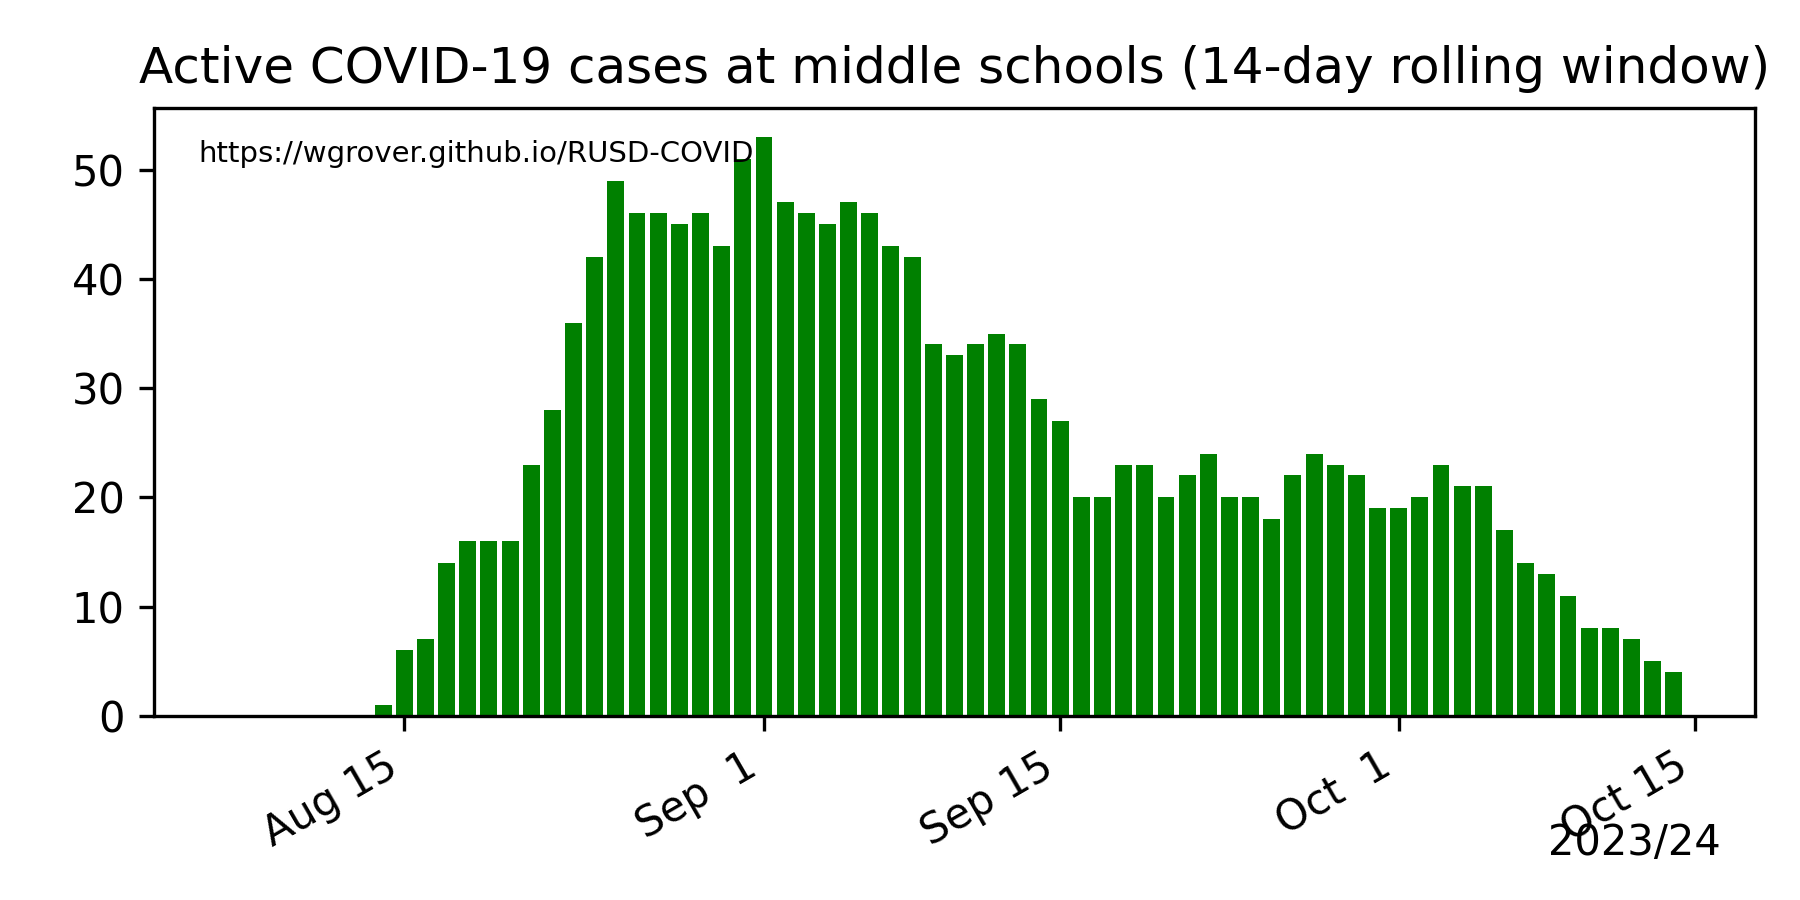 Active COVID-19 cases at middle schools (14-day rolling window)
https://wgrover.github.io/RUSD-COVID
50
40
30
20
10
0
Aug 15
Sep 1
Sep 15
Oct 1
Oct 15
2023/24